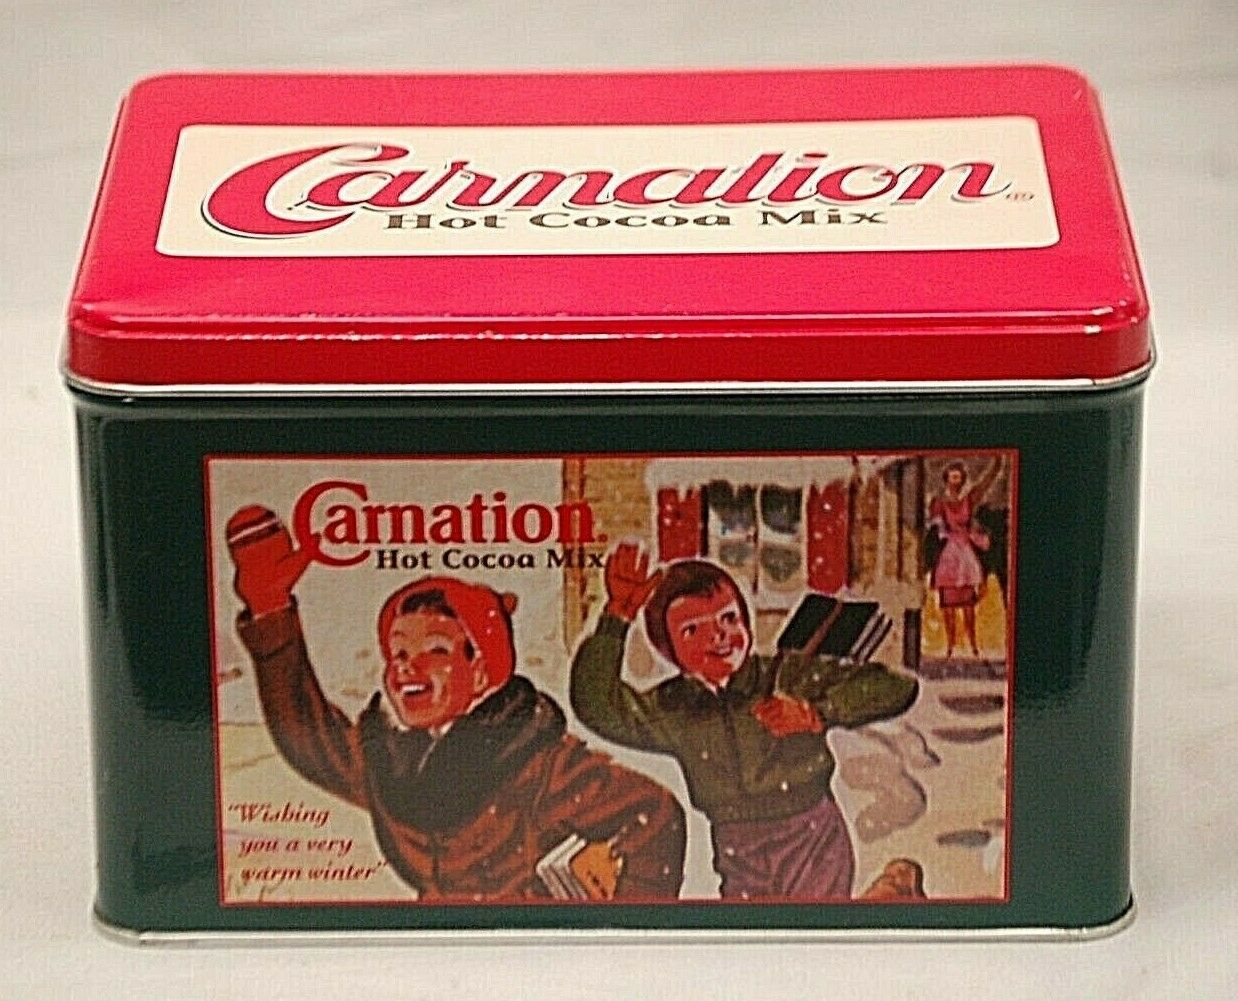 Carnation®
Hot Cocoa Mix
Carnation®
Hot Cocoa Mix
"Wishing
you a very
warm winter"